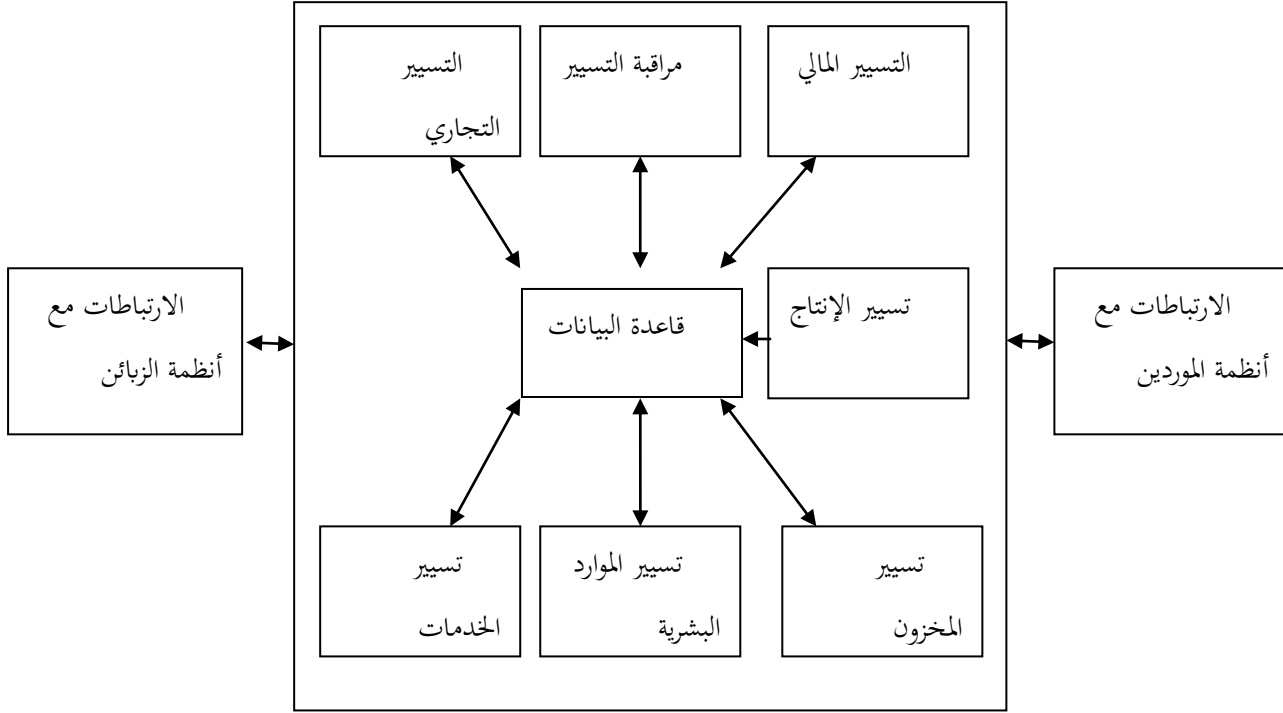 التسيير المالي
مراقبة التسيير
التسيير
التجاري
الارتباطات مع
أنظمة الموردين
تسيير الإنتاج
قاعدة البيانات
الارتباطات مع
أنظمة الزبائن
تسيير
المخزون
تسيير الموارد
البشرية
تسيير
الخدمات